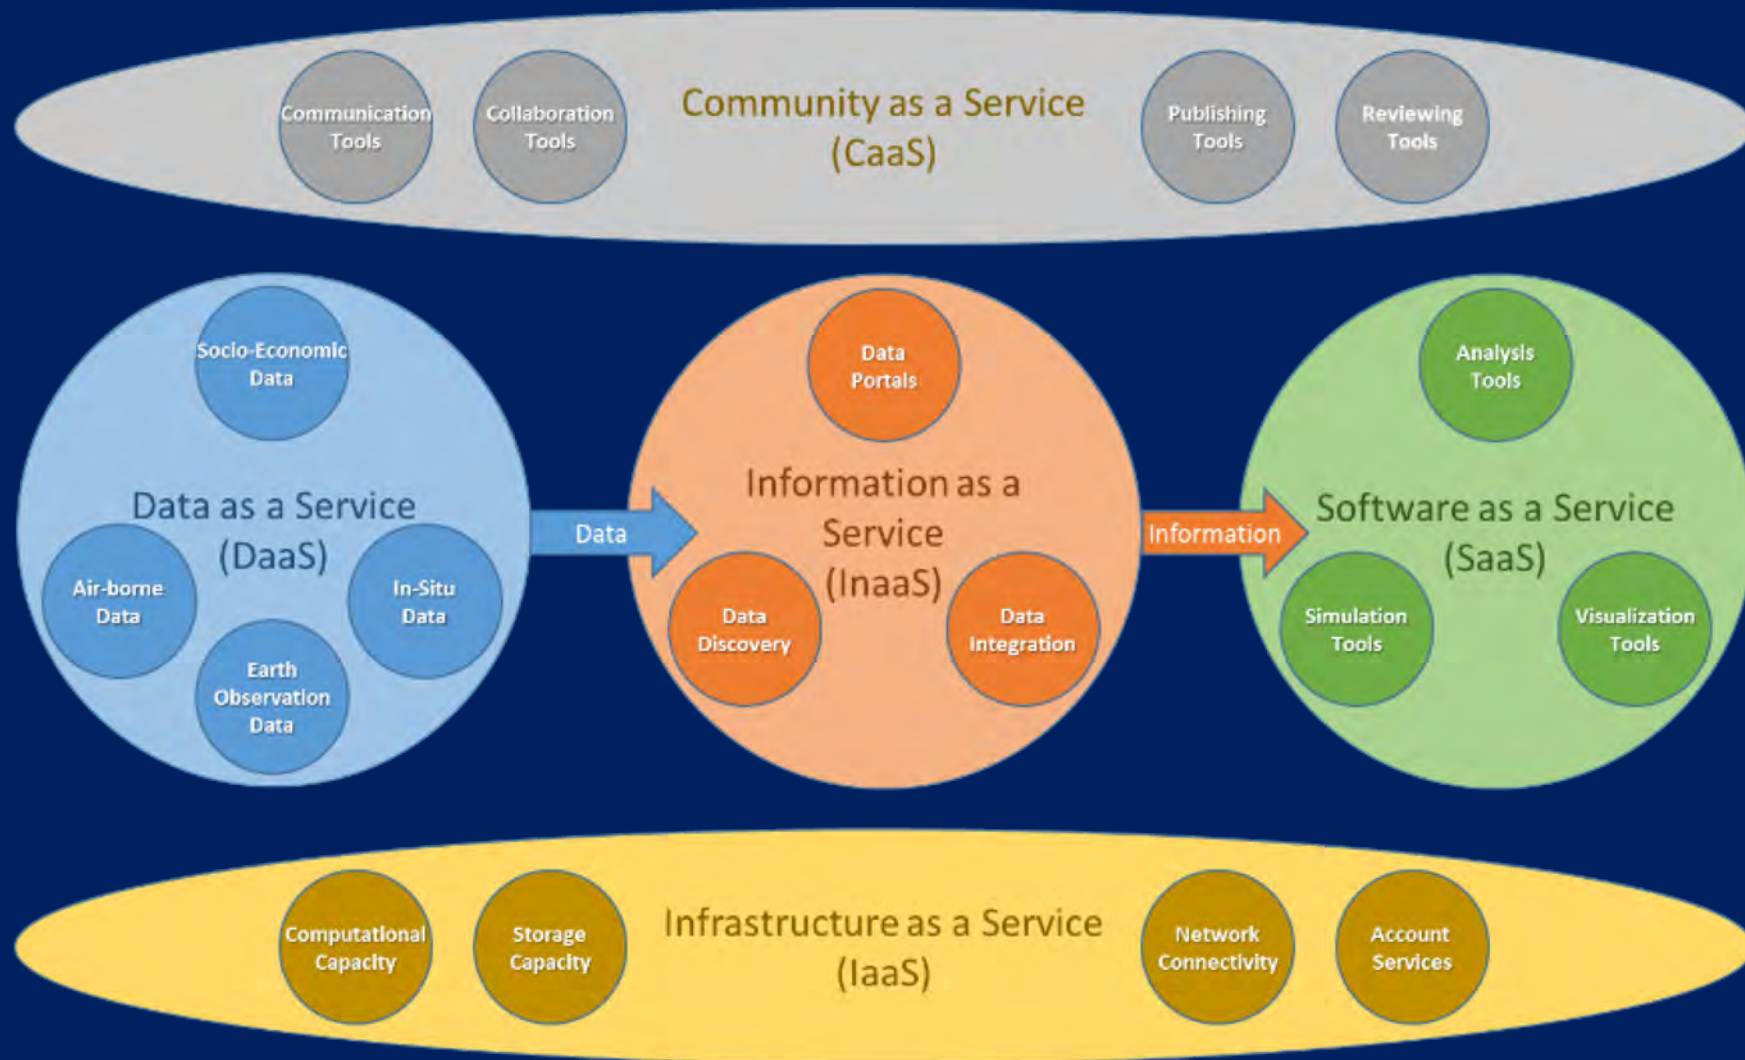 Community as a Service
(CaaS)
Communication
Tools
Collaboration
Tools
Publishing
Tools
Reviewing
Tools
Socio-Economic
Data
Data as a Service
(DaaS)
Air-borne
Data
In-Situ
Data
Earth
Observation
Data
Data
Data
Portals
Information as a
Service
(InaaS)
Data
Discovery
Data
Integration
Information
Analysis
Tools
Software as a Service
(SaaS)
Simulation
Tools
Visualization
Tools
Infrastructure as a Service
(IaaS)
Computational
Capacity
Storage
Capacity
Network
Connectivity
Account
Services